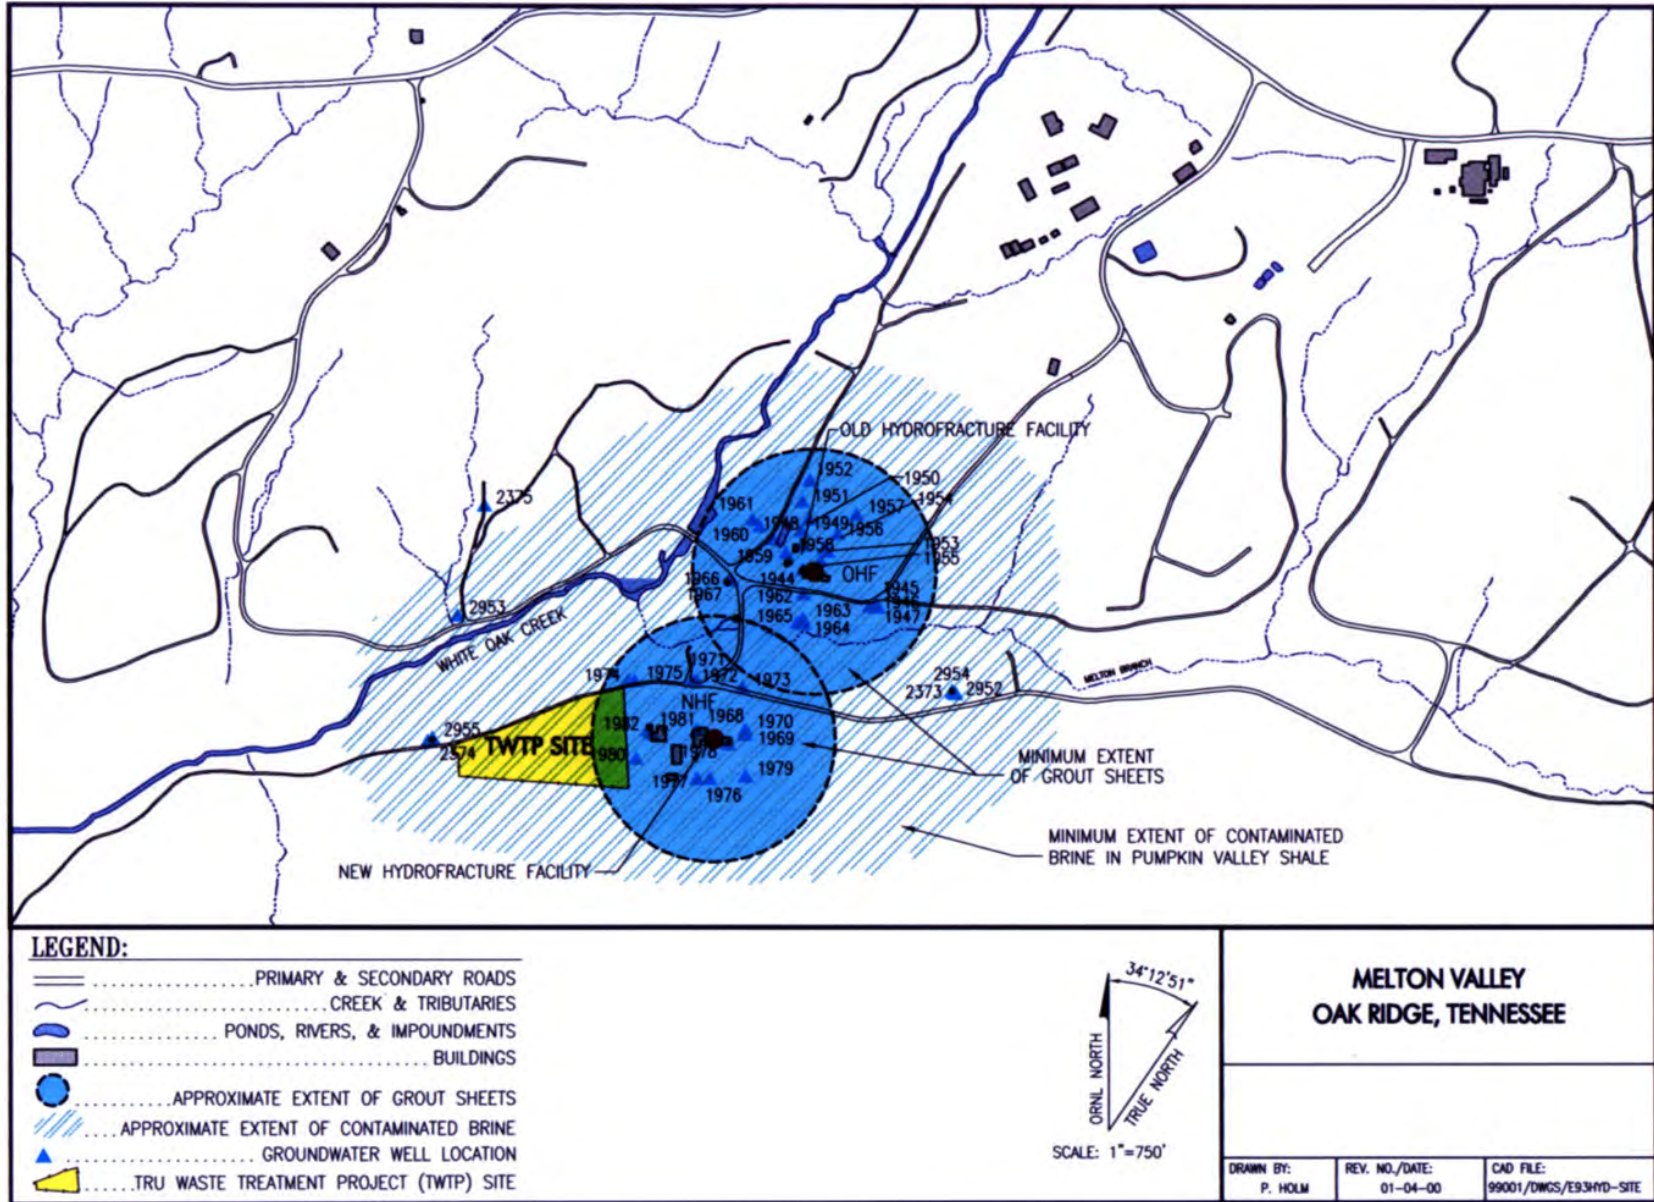 OLD HYDROFRACTURE FACILITY
1952
1950
1951
1954
1957
1961
1948
1949
1956
1960
1958
1953
1959
1955
2375
1966
1944
OHF
1945
1967
1962
1963
1947
1965
1964
2953
WHITE OAK CREEK
1971
1974
1975
1972
1973
MELTON BRANCH
2954
2373
2952
NHF
1982
1981
1968
1970
1969
2955
2374
TWTP SITE
1980
1978
1977
1979
1976
MINIMUM EXTENT
OF GROUT SHEETS
MINIMUM EXTENT OF CONTAMINATED
BRINE IN PUMPKIN VALLEY SHALE
NEW HYDROFRACTURE FACILITY
LEGEND:
PRIMARY & SECONDARY ROADS
CREEK & TRIBUTARIES
PONDS, RIVERS, & IMPOUNDMENTS
BUILDINGS
APPROXIMATE EXTENT OF GROUT SHEETS
APPROXIMATE EXTENT OF CONTAMINATED BRINE
GROUNDWATER WELL LOCATION
TRU WASTE TREATMENT PROJECT (TWTP) SITE
34°12'51"
ORNL NORTH
TRUE NORTH
SCALE: 1"=750'
MELTON VALLEY
OAK RIDGE, TENNESSEE
DRAWN BY:
P. HOLM
REV. NO./DATE:
01-04-00
CAD FILE:
99001/DWGS/E93HYD-SITE